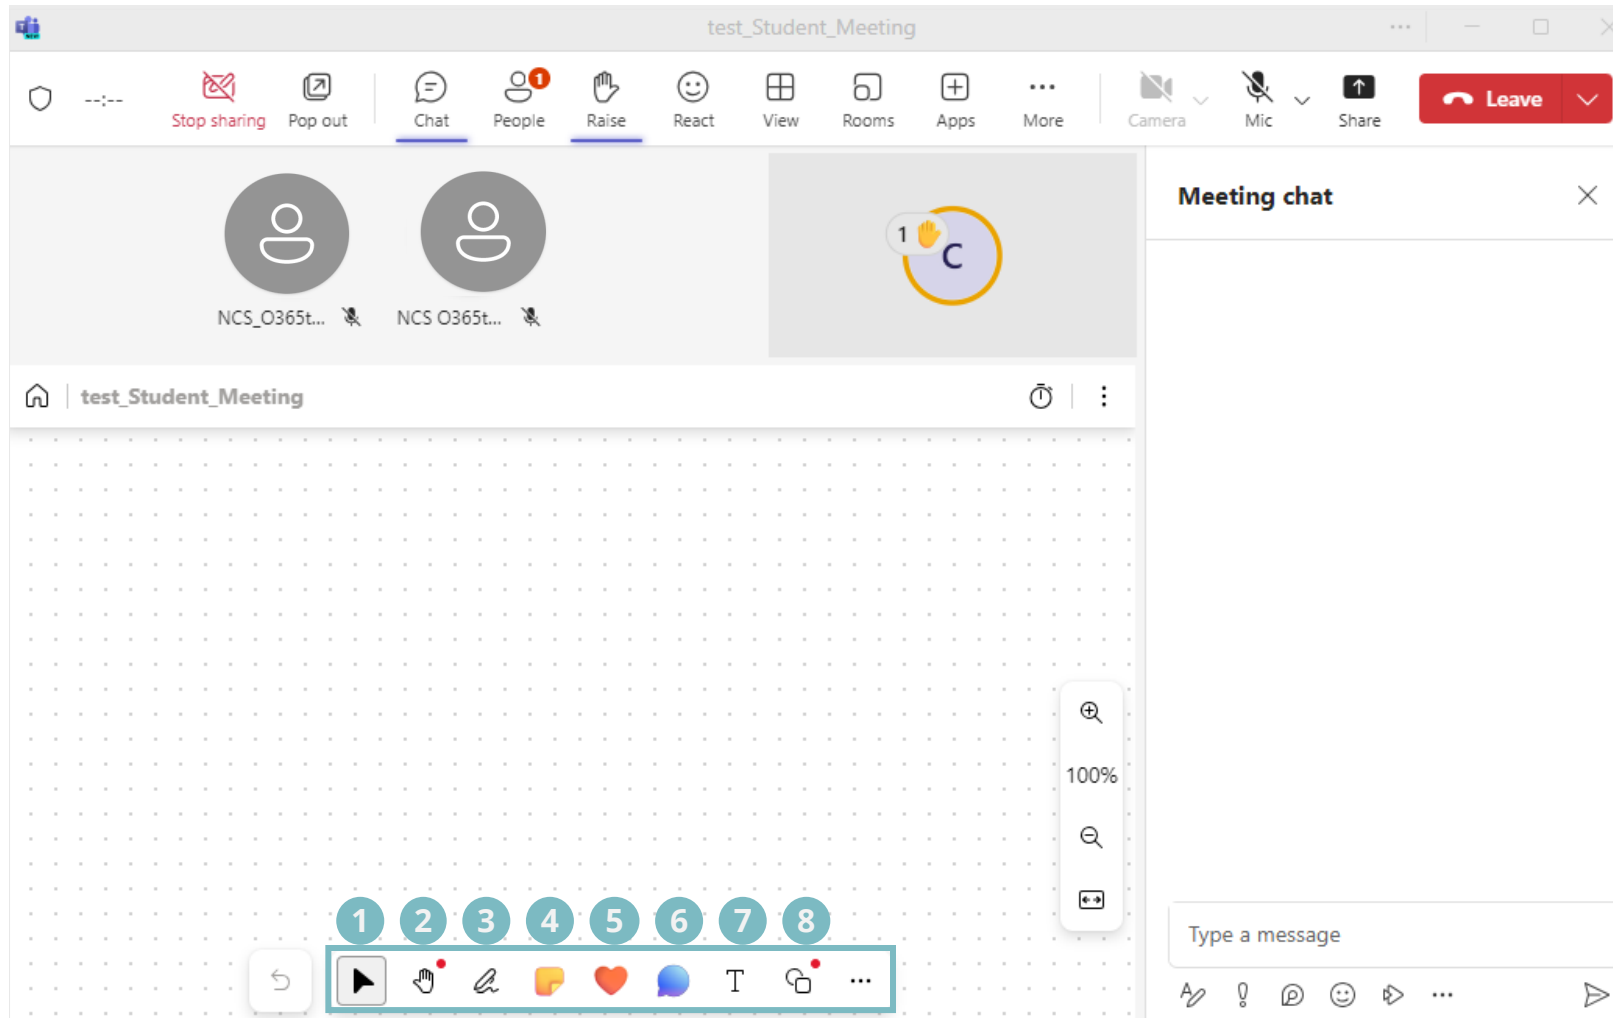 test_Student_Meeting
--:--
Stop sharing
Pop out
Chat
1
People
Raise
React
View
Rooms
Apps
More
Camera
Mic
Share
Leave
1
C
NCS_O365t...
NCS O365t...
Meeting chat
test_Student_Meeting
100%
1 2 3 4 5 6 7 8
T
Type a message